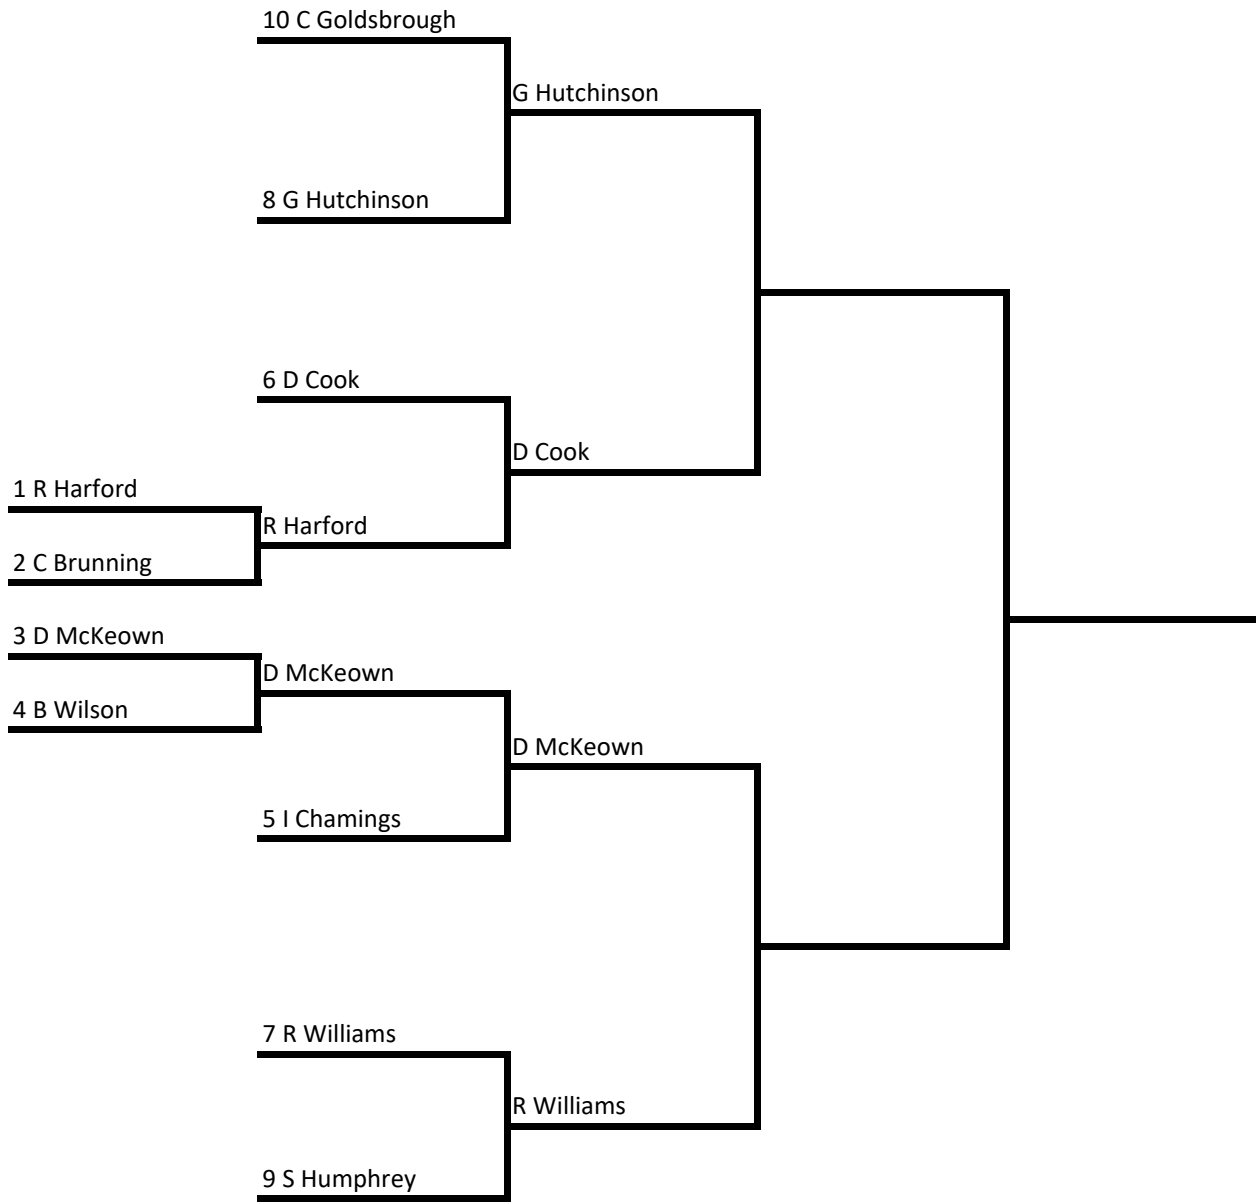 10 C Goldsbrough
G Hutchinson
8 G Hutchinson
6 D Cook
D Cook
1 R Harford
R Harford
2 C Brunning
3 D McKeown
D McKeown
4 B Wilson
D McKeown
5 I Chamings
7 R Williams
R Williams
9 S Humphrey